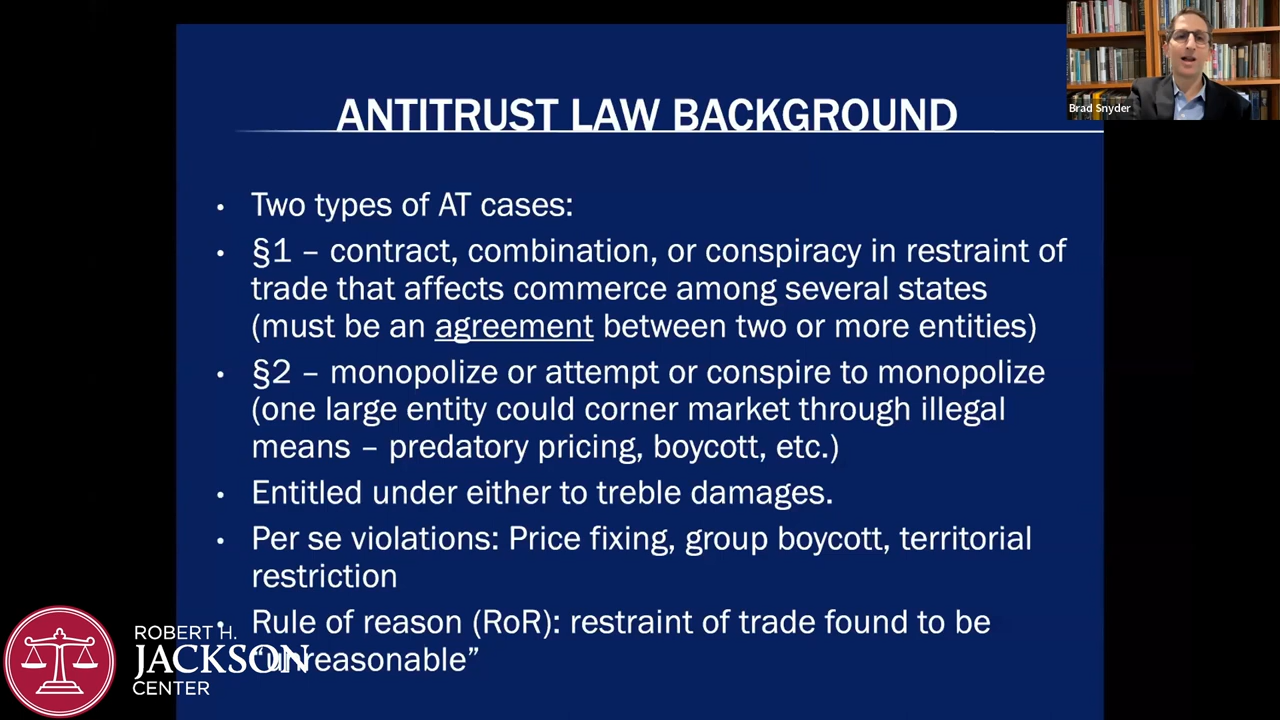 Brad Snyder
ANTITRUST LAW BACKGROUND
• Two types of AT cases:
• §1 – contract, combination, or conspiracy in restraint of
trade that affects commerce among several states
(must be an agreement between two or more entities)
• §2 – monopolize or attempt or conspire to monopolize
(one large entity could corner market through illegal
means – predatory pricing, boycott, etc.)
• Entitled under either to treble damages.
• Per se violations: Price fixing, group boycott, territorial
restriction
• Rule of reason (RoR): restraint of trade found to be
“unreasonable”
ROBERT H.
JACKSON
CENTER